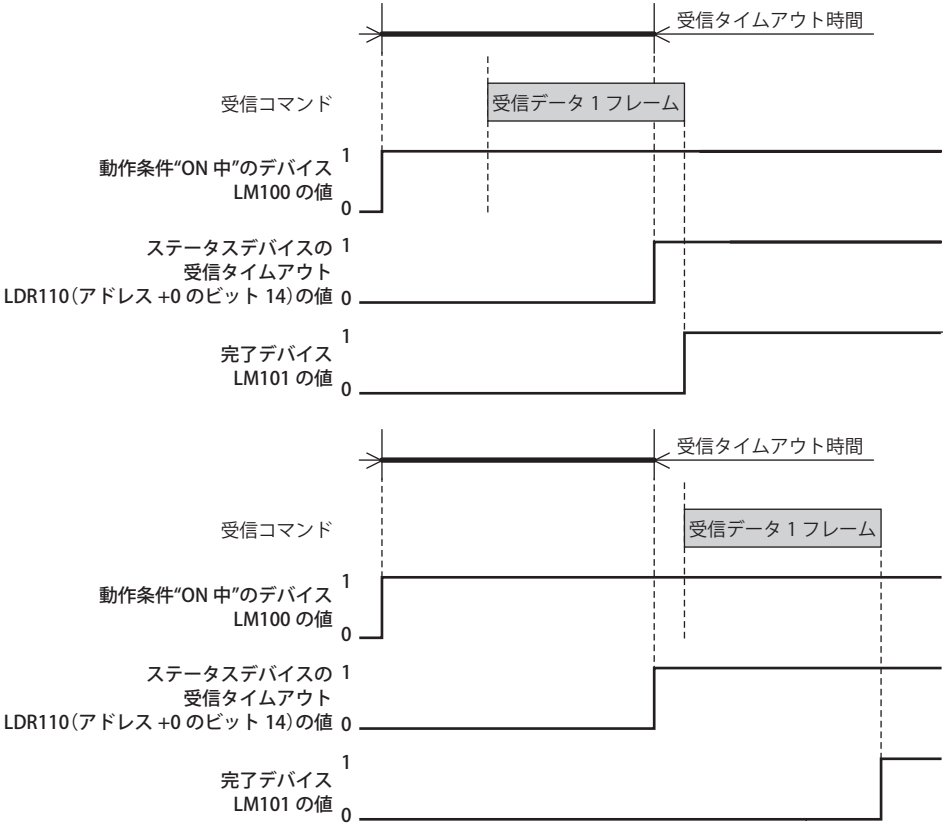 受信タイムアウト時間
受信コマンド
受信データ 1 フレーム
動作条件“ON 中”のデバイス
LM100 の値
1
0
ステータスデバイスの
受信タイムアウト
LDR110(アドレス +0 のビット 14)の値
1
0
完了デバイス
LM101 の値
1
0
受信タイムアウト時間
受信コマンド
受信データ 1 フレーム
動作条件“ON 中”のデバイス
LM100 の値
1
0
ステータスデバイスの
受信タイムアウト
LDR110(アドレス +0 のビット 14)の値
1
0
完了デバイス
LM101 の値
1
0